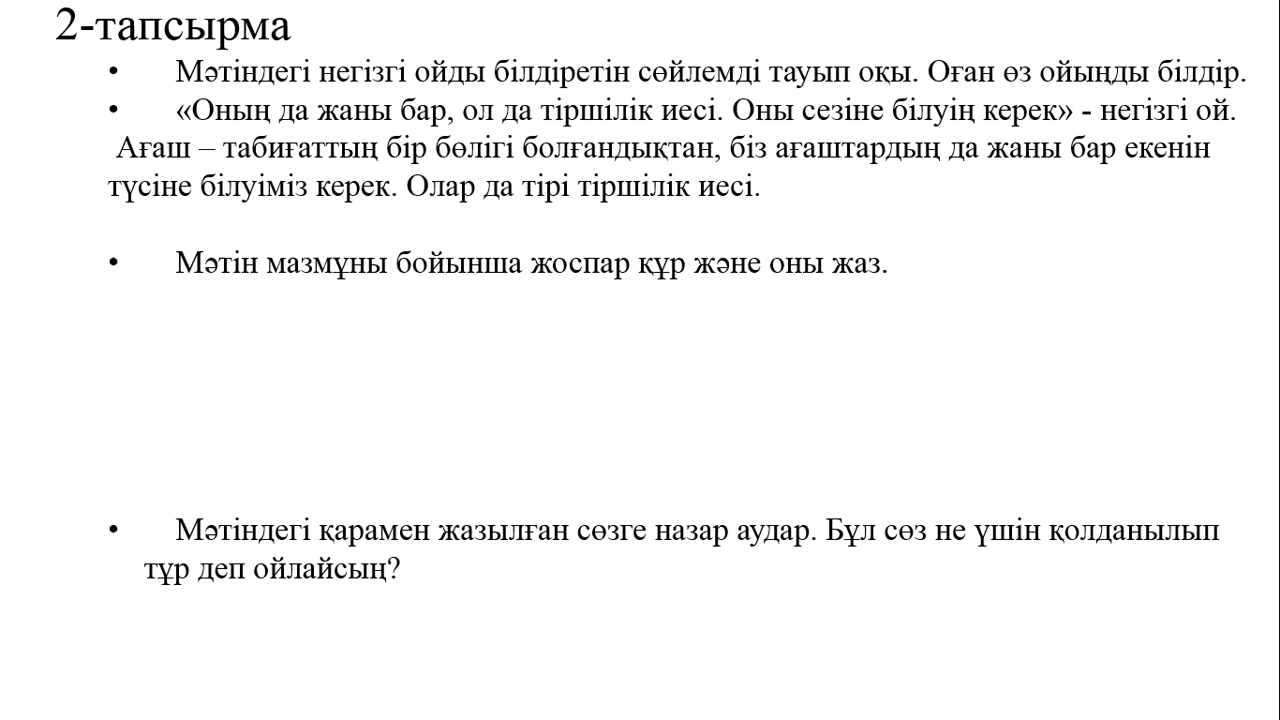 2-тапсырма
• Мәтіндегі негізгі ойды білдіретін сөйлемді тауып оқы. Оған өз ойыңды білдір.
• «Оның да жаны бар, ол да тіршілік иесі. Оны сезіне білуің керек» - негізгі ой.
Ағаш – табиғаттың бір бөлігі болғандықтан, біз ағаштардың да жаны бар екенін
түсіне білуіміз керек. Олар да тірі тіршілік иесі.
• Мәтін мазмұны бойынша жоспар құр және оны жаз.
• Мәтіндегі қарамен жазылған сөзге назар аудар. Бұл сөз не үшін қолданылып
тұр деп ойлайсың?